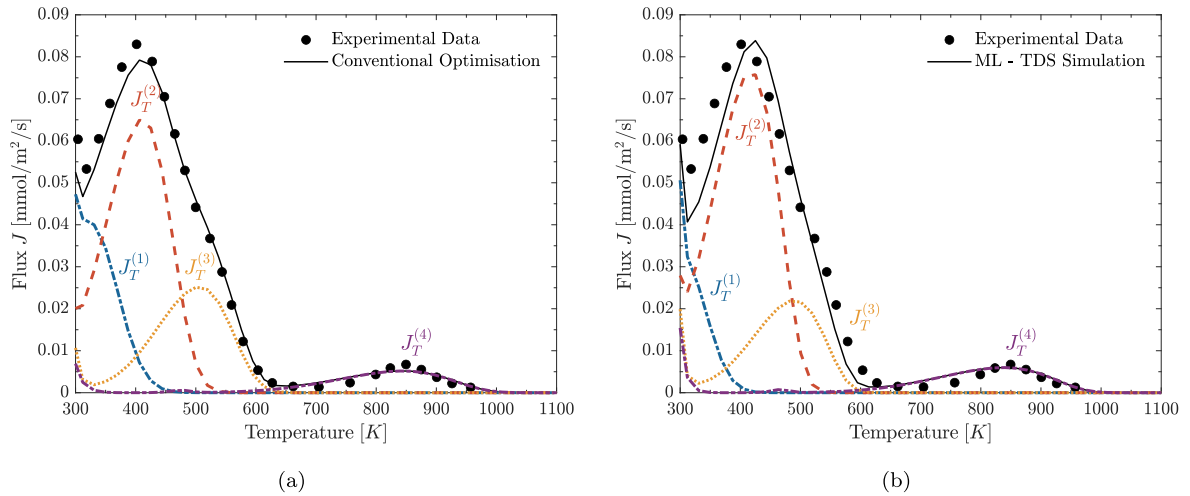 0.09
0.08
0.07
0.06
0.05
0.04
0.03
0.02
0.01
0
Flux J [mmol/m²/s]
Experimental Data
Conventional Optimisation
J_T^(2)
J_T^(1)
J_T^(3)
J_T^(4)
300 400 500 600 700 800 900 1000 1100
Temperature [K]
(a)
0.09
0.08
0.07
0.06
0.05
0.04
0.03
0.02
0.01
0
Flux J [mmol/m²/s]
Experimental Data
ML - TDS Simulation
J_T^(2)
J_T^(1)
J_T^(3)
J_T^(4)
300 400 500 600 700 800 900 1000 1100
Temperature [K]
(b)